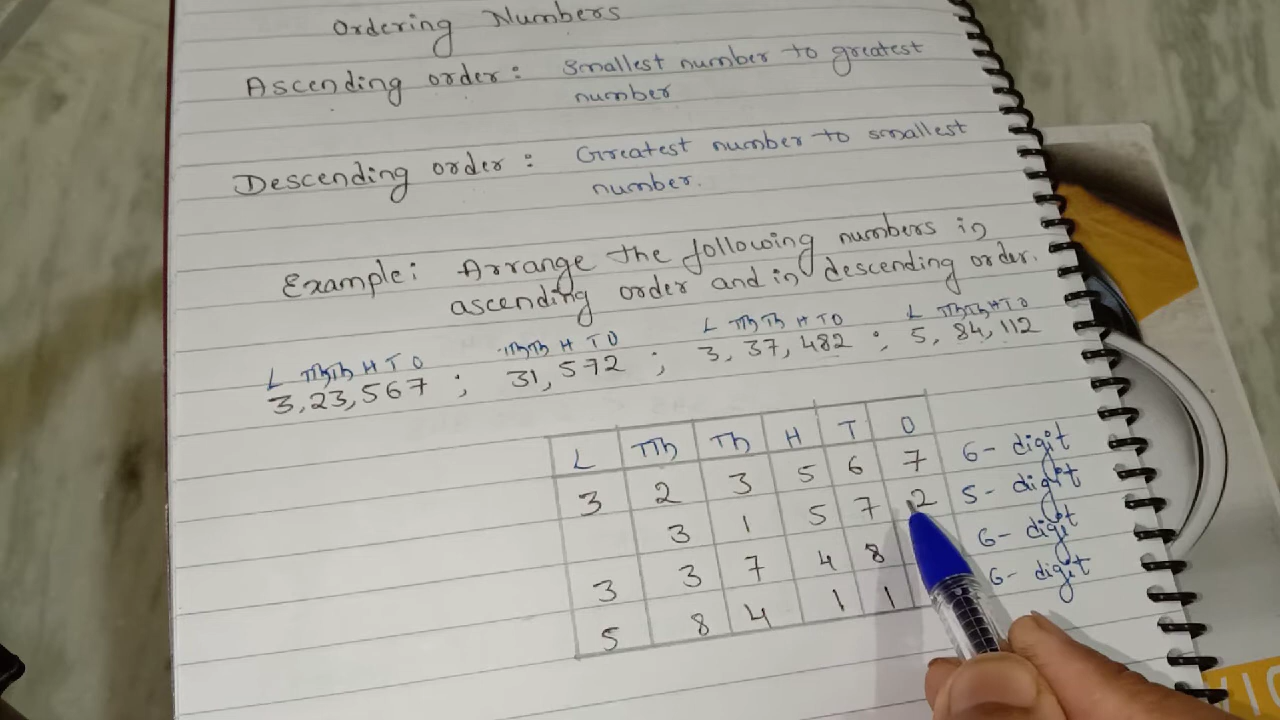 Ordering Numbers
Ascending order: Smallest number to greatest
number
Descending order: Greatest number to smallest
number.
Example: Arrange the following numbers in
ascending order and in descending order.
L TTh Th H T O TTh Th H T O L TTh Th H T O L TTh Th H T O
3,23,567 ; 31,572 ; 3,37,482 ; 5,84,112
L TTh Th H T O
3 2 3 5 6 7 6-digit
3 1 5 7 2 5-digit
3 3 7 4 8 6-digit
5 8 4 1 1 6-digit